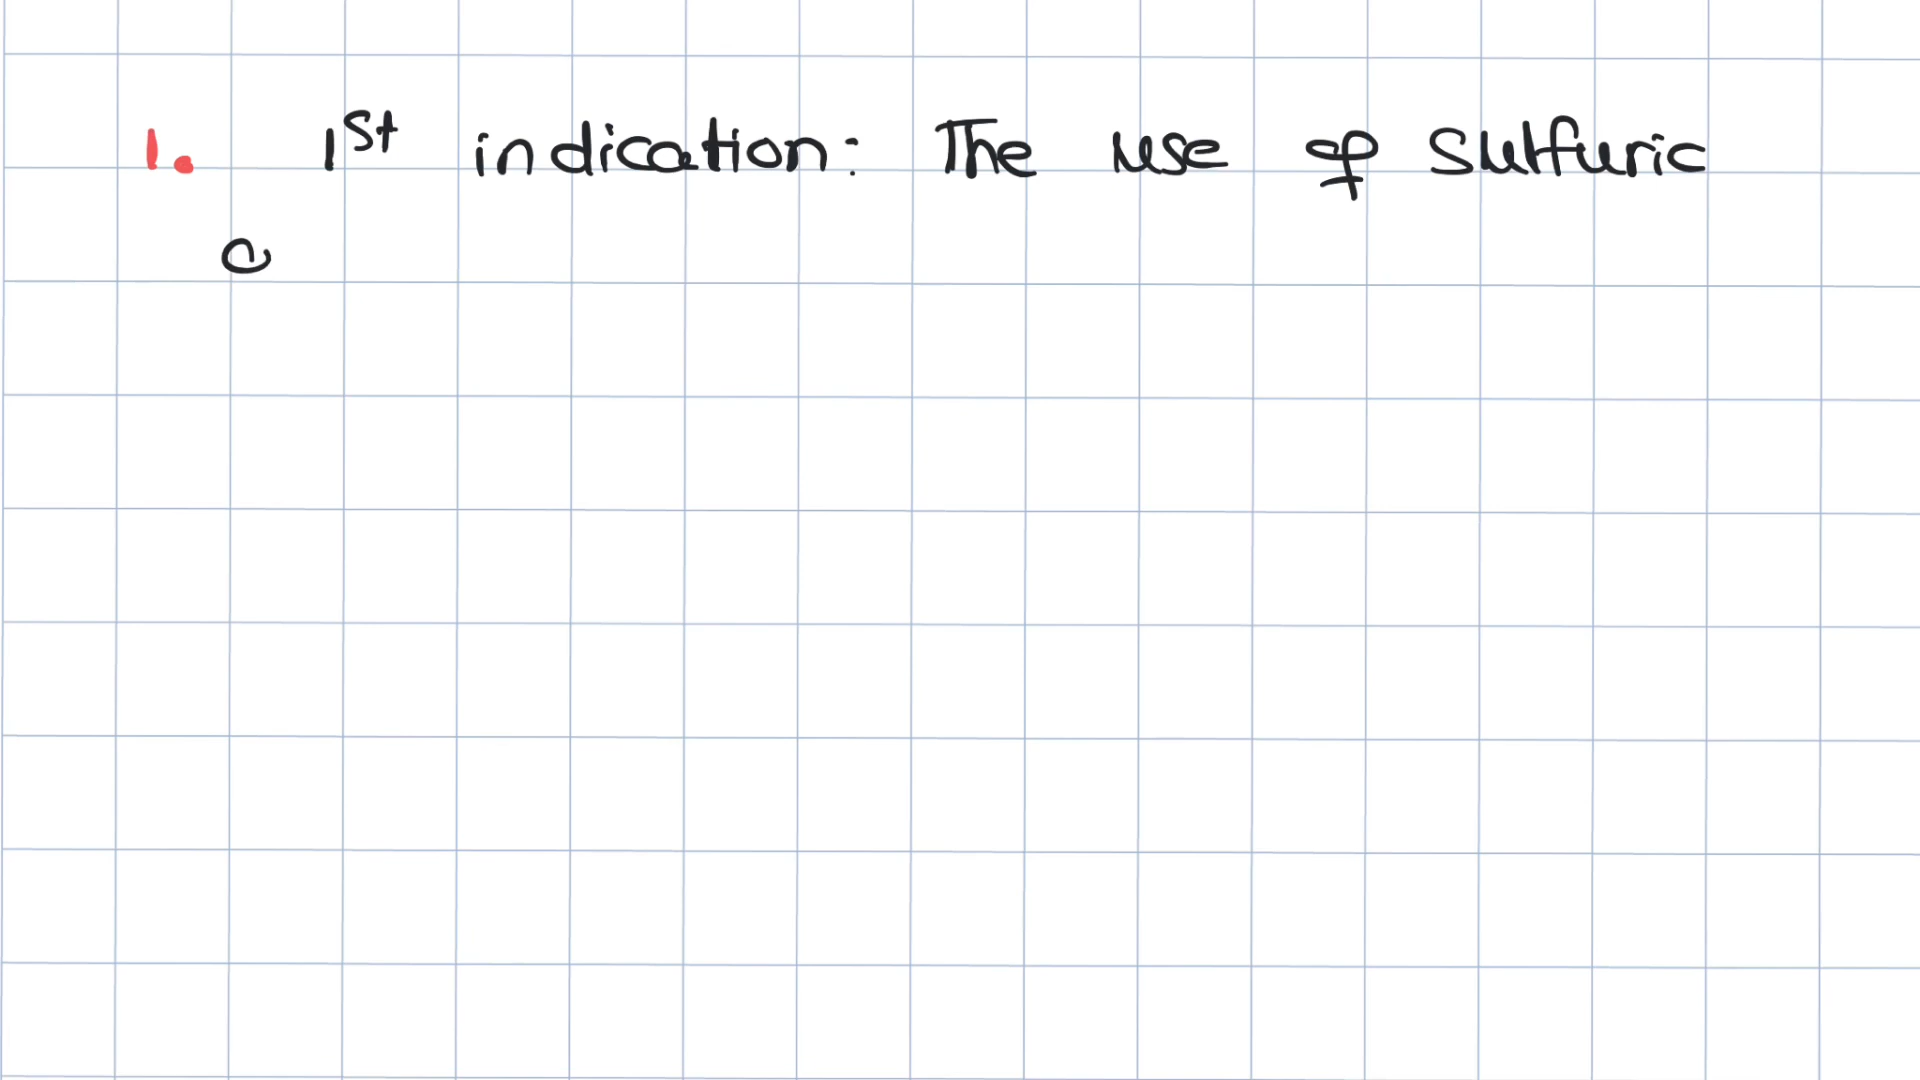 1. 1st indication: The use of Sulfuric
a